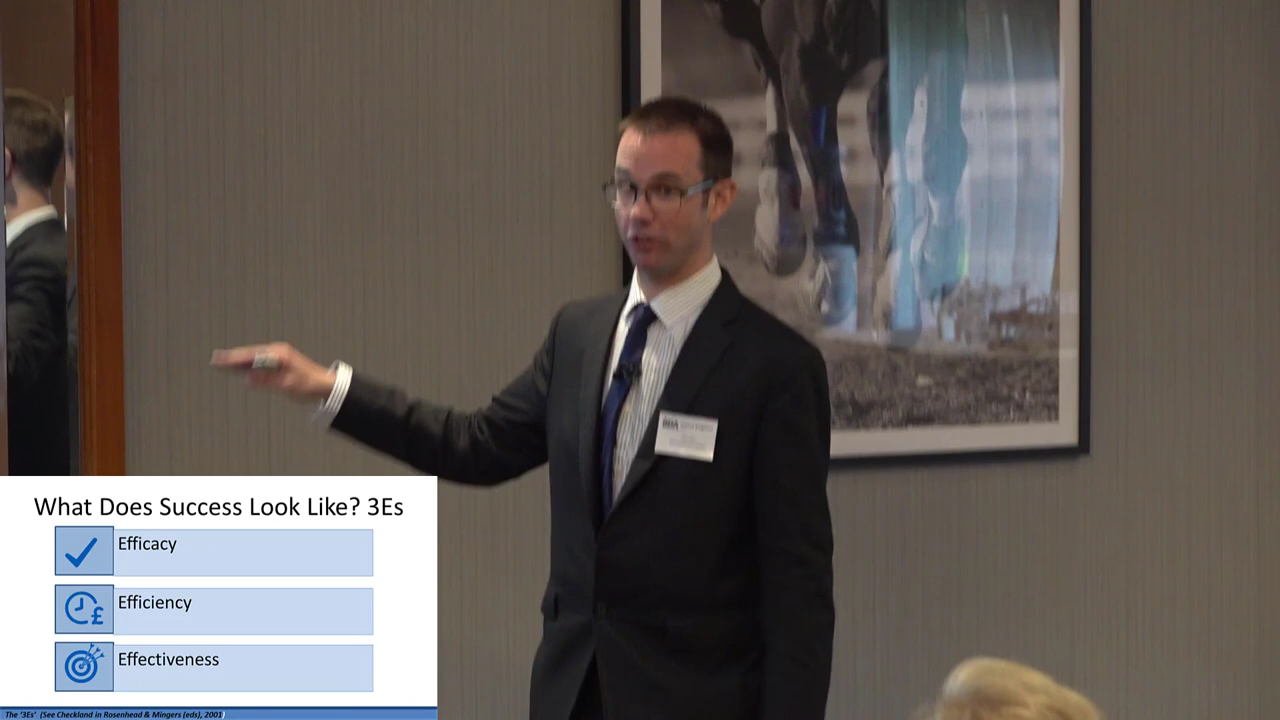 What Does Success Look Like? 3Es
Efficacy
Efficiency
Effectiveness
The '3Es' (See Checkland in Rosenhead & Mingers (eds), 2001)